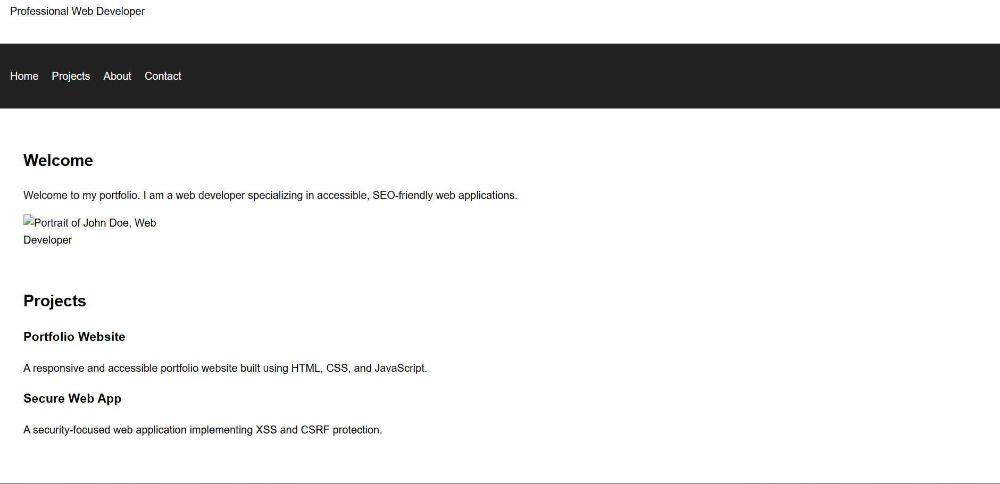 Professional Web Developer
Home Projects About Contact
Welcome
Welcome to my portfolio. I am a web developer specializing in accessible, SEO-friendly web applications.
Portrait of John Doe, Web
Developer
Projects
Portfolio Website
A responsive and accessible portfolio website built using HTML, CSS, and JavaScript.
Secure Web App
A security-focused web application implementing XSS and CSRF protection.